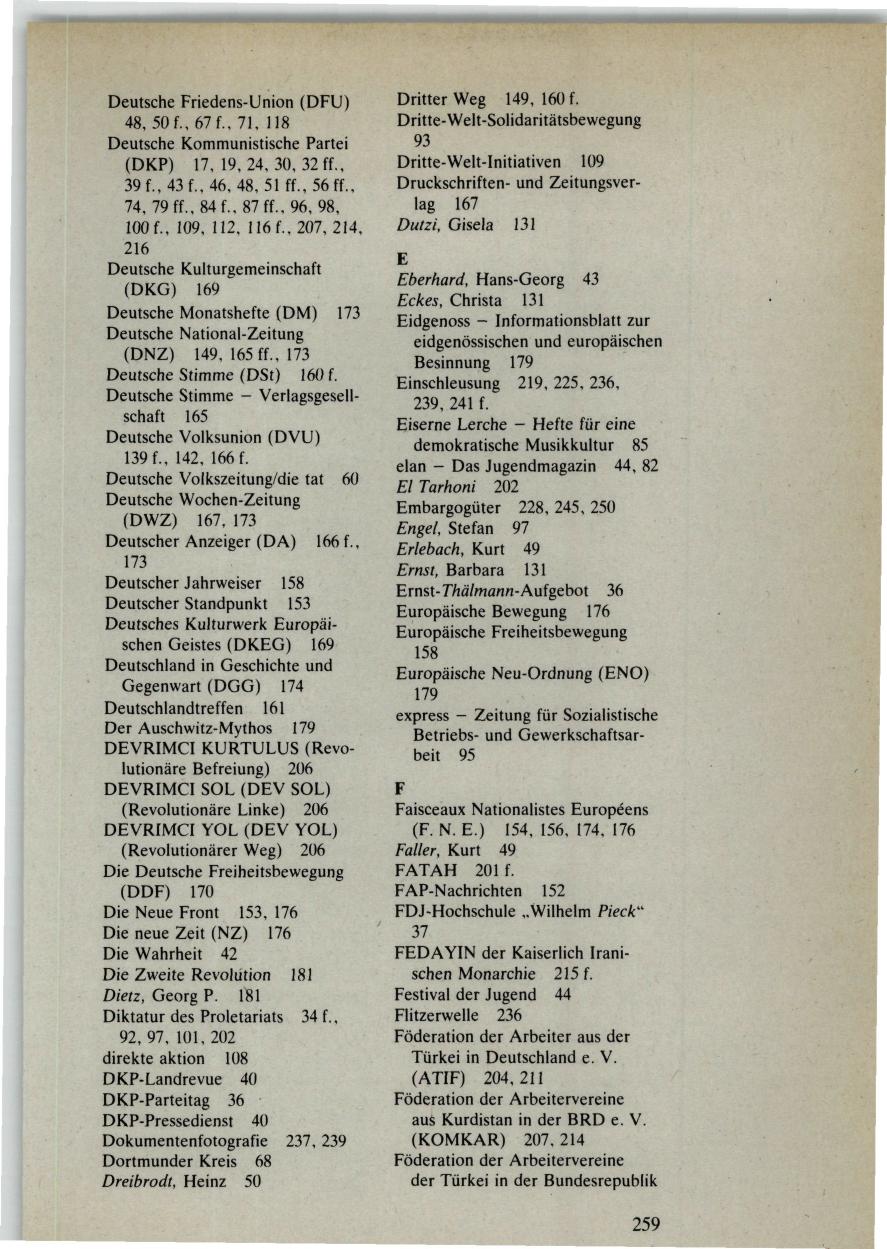 Deutsche Friedens-Union (DFU)
48, 50 f., 67 f., 71, 118
Deutsche Kommunistische Partei
(DKP) 17, 19, 24, 30, 32 ff.,
39 f., 43 f., 46, 48, 51 ff., 56 ff.,
74, 79 ff., 84 f., 87 ff., 96, 98,
100 f., 109, 112, 116 f., 207, 214,
216
Deutsche Kulturgemeinschaft
(DKG) 169
Deutsche Monatshefte (DM) 173
Deutsche National-Zeitung
(DNZ) 149, 165 ff., 173
Deutsche Stimme (DSt) 160 f.
Deutsche Stimme – Verlagsgesell-
schaft 165
Deutsche Volksunion (DVU)
139 f., 142, 166 f.
Deutsche Volkszeitung/die tat 60
Deutsche Wochen-Zeitung
(DWZ) 167, 173
Deutscher Anzeiger (DA) 166 f.,
173
Deutscher Jahrweiser 158
Deutscher Standpunkt 153
Deutsches Kulturwerk Europäi-
schen Geistes (DKEG) 169
Deutschland in Geschichte und
Gegenwart (DGG) 174
Deutschlandtreffen 161
Der Auschwitz-Mythos 179
DEVRIMCI KURTULUS (Revo-
lutionäre Befreiung) 206
DEVRIMCI SOL (DEV SOL)
(Revolutionäre Linke) 206
DEVRIMCI YOL (DEV YOL)
(Revolutionärer Weg) 206
Die Deutsche Freiheitsbewegung
(DDF) 170
Die Neue Front 153, 176
Die neue Zeit (NZ) 176
Die Wahrheit 42
Die Zweite Revolution 181
Dietz, Georg P. 181
Diktatur des Proletariats 34 f.,
92, 97, 101, 202
direkte aktion 108
DKP-Landrevue 40
DKP-Parteitag 36
DKP-Pressedienst 40
Dokumentenfotografie 237, 239
Dortmunder Kreis 68
Dreibrodt, Heinz 50
Dritter Weg 149, 160 f.
Dritte-Welt-Solidaritätsbewegung
93
Dritte-Welt-Initiativen 109
Druckschriften- und Zeitungsver-
lag 167
Dutzi, Gisela 131
E
Eberhard, Hans-Georg 43
Eckes, Christa 131
Eidgenoss – Informationsblatt zur
eidgenössischen und europäischen
Besinnung 179
Einschleusung 219, 225, 236,
239, 241 f.
Eiserne Lerche – Hefte für eine
demokratische Musikkultur 85
elan – Das Jugendmagazin 44, 82
El Tarhoni 202
Embargogüter 228, 245, 250
Engel, Stefan 97
Erlebach, Kurt 49
Ernst, Barbara 131
Ernst-Thälmann-Aufgebot 36
Europäische Bewegung 176
Europäische Freiheitsbewegung
158
Europäische Neu-Ordnung (ENO)
179
express – Zeitung für Sozialistische
Betriebs- und Gewerkschaftsar-
beit 95
F
Faisceaux Nationalistes Européens
(F. N. E.) 154, 156, 174, 176
Faller, Kurt 49
FATAH 201 f.
FAP-Nachrichten 152
FDJ-Hochschule „Wilhelm Pieck“
37
FEDAYIN der Kaiserlich Irani-
schen Monarchie 215 f.
Festival der Jugend 44
Flitzerwelle 236
Föderation der Arbeiter aus der
Türkei in Deutschland e. V.
(ATIF) 204, 211
Föderation der Arbeitervereine
aus Kurdistan in der BRD e. V.
(KOMKAR) 207, 214
Föderation der Arbeitervereine
der Türkei in der Bundesrepublik
259